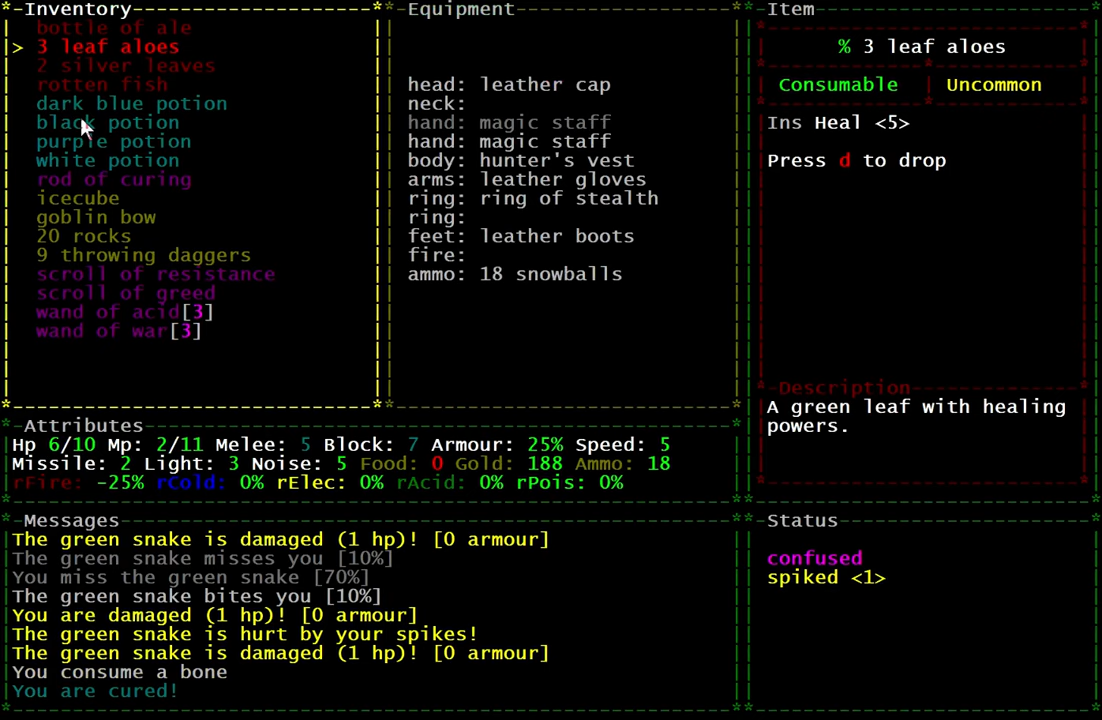 Inventory
bottle of ale
> 3 leaf aloes
2 silver leaves
rotten fish
dark blue potion
black potion
purple potion
white potion
rod of curing
icecube
goblin bow
20 rocks
9 throwing daggers
scroll of resistance
scroll of greed
wand of acid[3]
wand of war[3]
Equipment
head: leather cap
neck:
hand: magic staff
hand: magic staff
body: hunter's vest
arms: leather gloves
ring: ring of stealth
ring:
feet: leather boots
fire:
ammo: 18 snowballs
Item
% 3 leaf aloes
Consumable | Uncommon
Ins Heal <5>
Press d to drop
Description
A green leaf with healing
powers.
Attributes
Hp 6/10 Mp: 2/11 Melee: 5 Block: 7 Armour: 25% Speed: 5
Missile: 2 Light: 3 Noise: 5 Food: 0 Gold: 188 Ammo: 18
rFire: -25% rCold: 0% rElec: 0% rAcid: 0% rPois: 0%
Messages
The green snake is damaged (1 hp)! [0 armour]
The green snake misses you [10%]
You miss the green snake [70%]
The green snake bites you [10%]
You are damaged (1 hp)! [0 armour]
The green snake is hurt by your spikes!
The green snake is damaged (1 hp)! [0 armour]
You consume a bone
You are cured!
Status
confused
spiked <1>